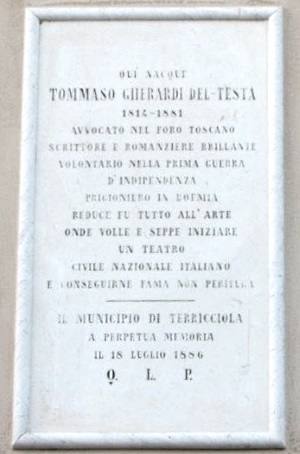 QUÌ NACQUE
TOMMASO GHERARDI DEL-TESTA
1814-1881
AVVOCATO NEL FORO TOSCANO
SCRITTORE E ROMANZIERE BRILLANTE
VOLONTARIO NELLA PRIMA GUERRA
D'INDIPENDENZA
PRIGIONIERO IN BOEMIA
REDUCE FU TUTTO ALL'ARTE
ONDE VOLLE E SEPPE INIZIARE
UN TEATRO
CIVILE NAZIONALE ITALIANO
E CONSEGUIRNE FAMA NON PERITURA
IL MUNICIPIO DI TERRICCIOLA
A PERPETUA MEMORIA
IL 18 LUGLIO 1886
Q. L. P.